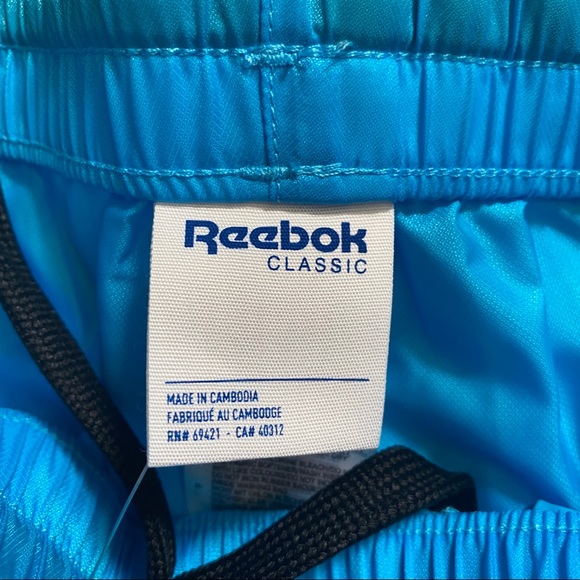 Reebok
CLASSIC
MADE IN CAMBODIA
FABRIQUÉ AU CAMBODGE
RN# 69421 - CA# 40312